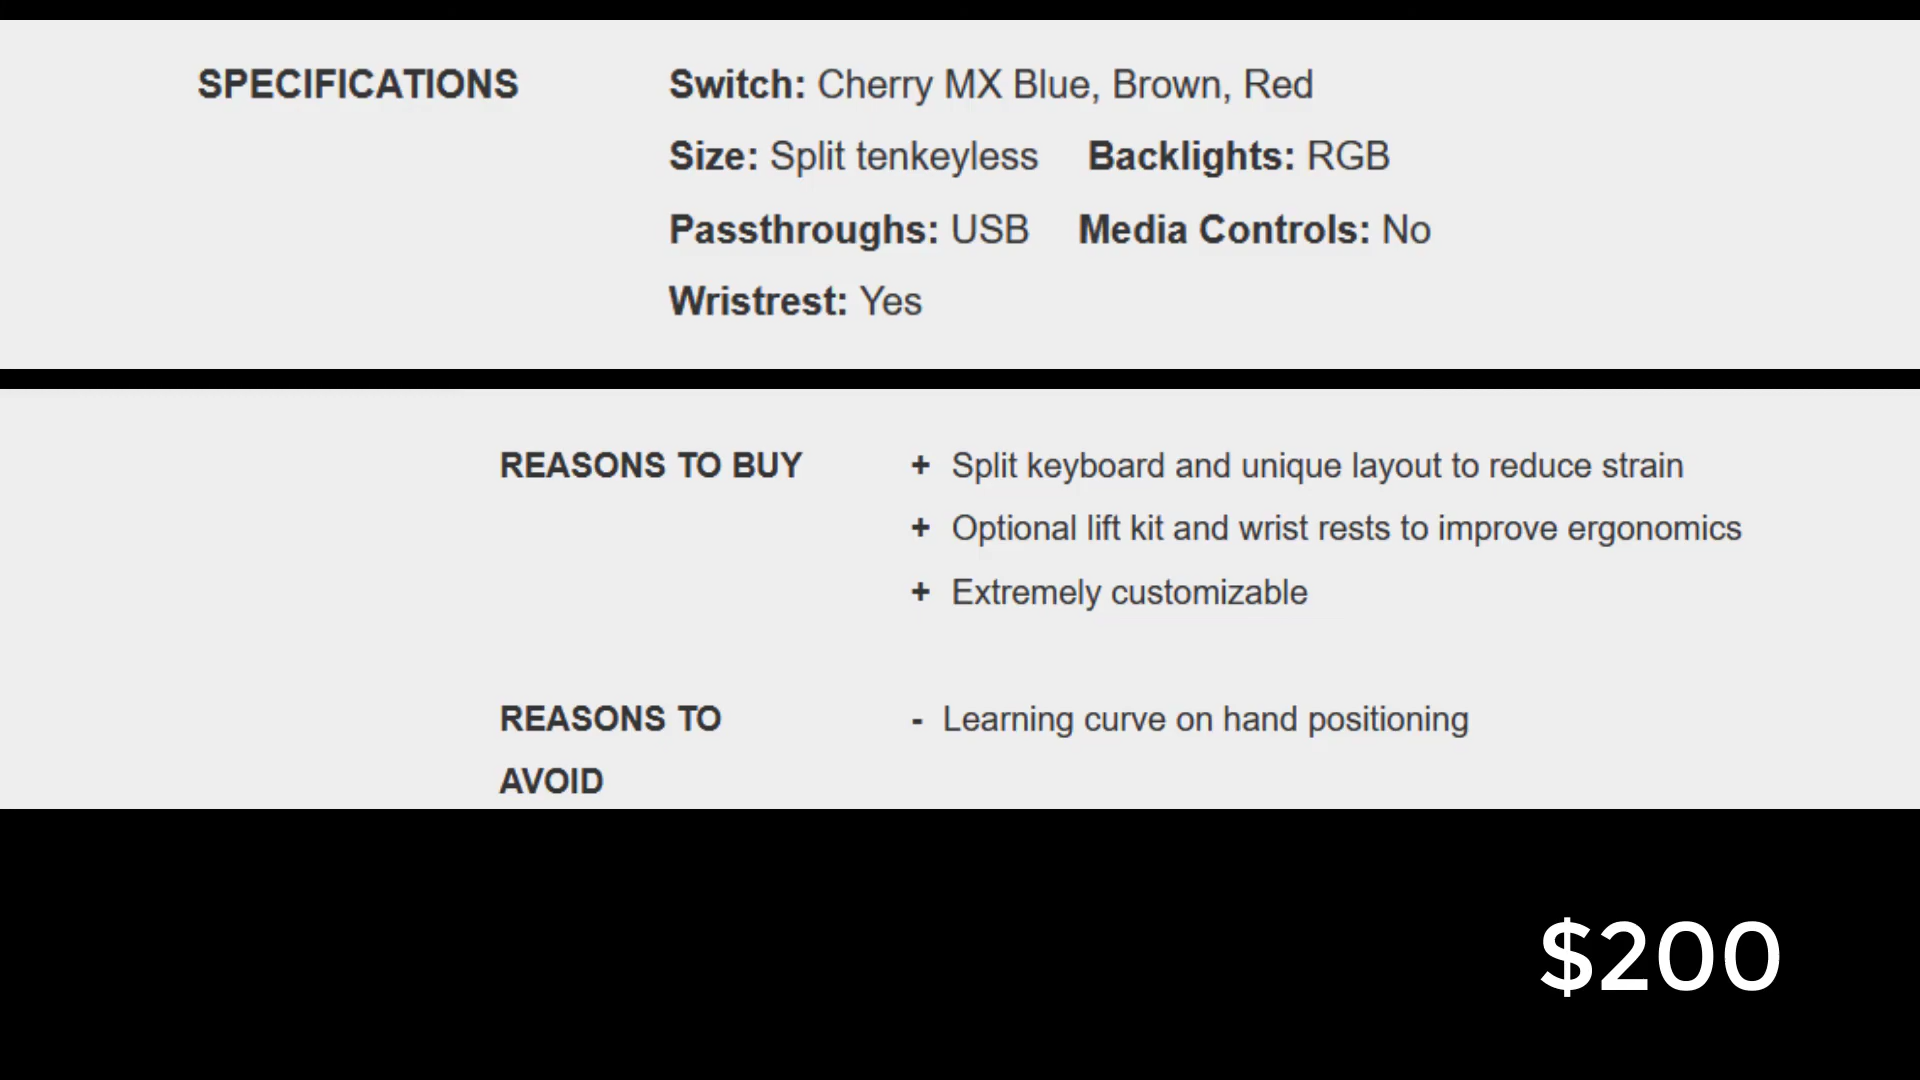 SPECIFICATIONS
Switch: Cherry MX Blue, Brown, Red
Size: Split tenkeyless Backlights: RGB
Passthroughs: USB Media Controls: No
Wristrest: Yes
REASONS TO BUY
+ Split keyboard and unique layout to reduce strain
+ Optional lift kit and wrist rests to improve ergonomics
+ Extremely customizable
REASONS TO
AVOID
- Learning curve on hand positioning
$200